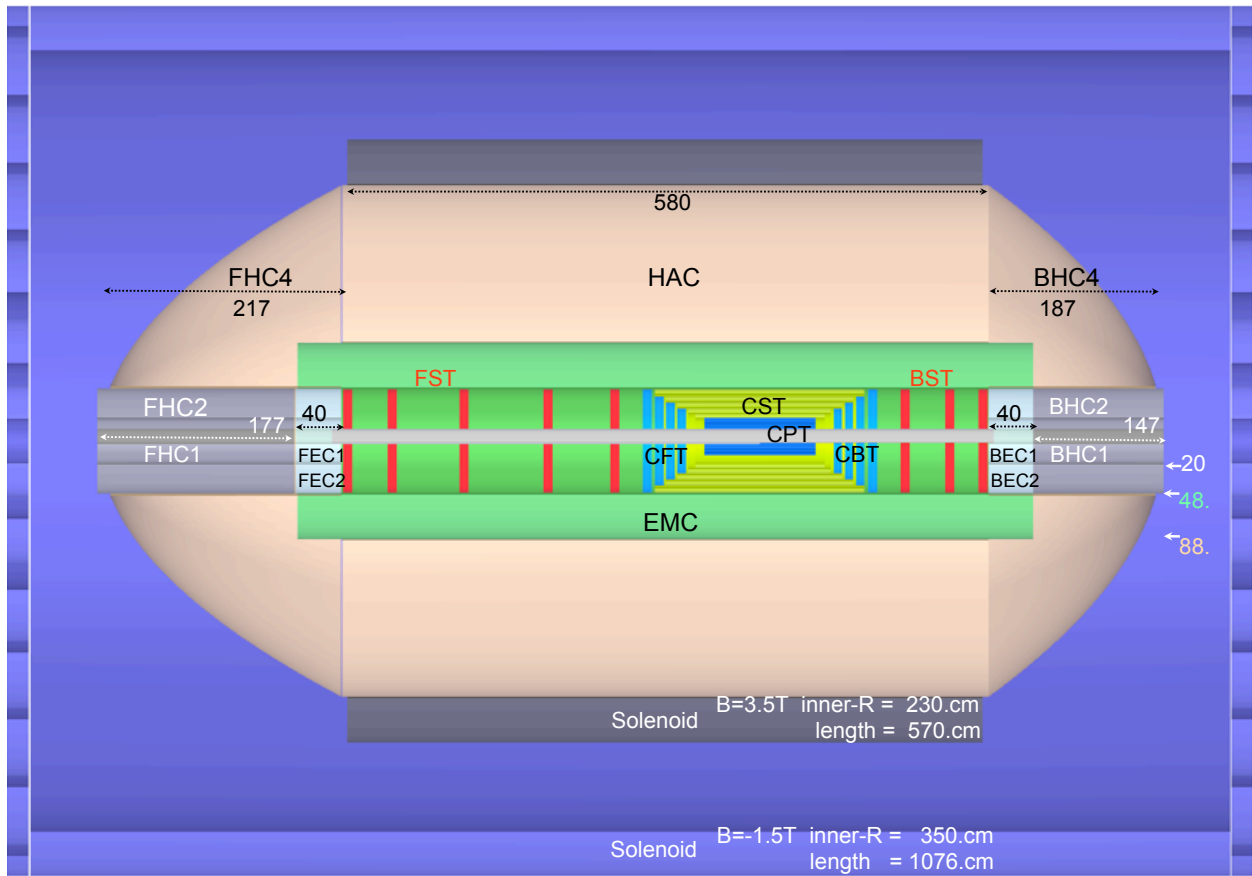 580
FHC4
HAC
BHC4
217
187
FST
BST
FHC2
40
CST
40
BHC2
177
CPT
147
FHC1
FEC1
CFT
CBT
BEC1
BHC1
20
FEC2
BEC2
48.
EMC
88.
B=3.5T inner-R = 230.cm
Solenoid
length = 570.cm
B=-1.5T inner-R = 350.cm
Solenoid
length = 1076.cm